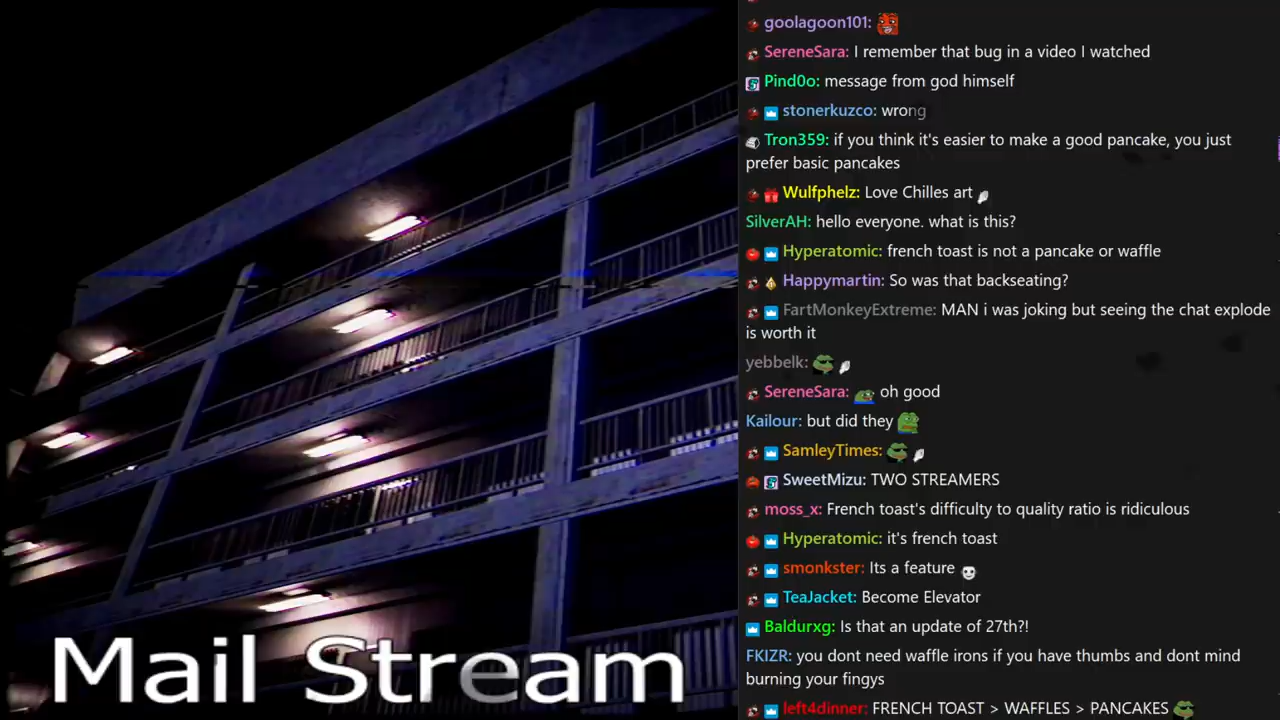 goolagoon101:
SereneSara: I remember that bug in a video I watched
Pind0o: message from god himself
stonerkuzco: wrong
Tron359: if you think it's easier to make a good pancake, you just
prefer basic pancakes
Wulfphelz: Love Chilles art
SilverAH: hello everyone. what is this?
Hyperatomic: french toast is not a pancake or waffle
Happymartin: So was that backseating?
FartMonkeyExtreme: MAN i was joking but seeing the chat explode
is worth it
yebbelk:
SereneSara: oh good
Kailour: but did they
SamleyTimes:
SweetMizu: TWO STREAMERS
moss_x: French toast's difficulty to quality ratio is ridiculous
Hyperatomic: it's french toast
smonkster: Its a feature
TeaJacket: Become Elevator
Baldurxg: Is that an update of 27th?!
FKIZR: you dont need waffle irons if you have thumbs and dont mind
burning your fingys
left4dinner: FRENCH TOAST > WAFFLES > PANCAKES
Mail Stream